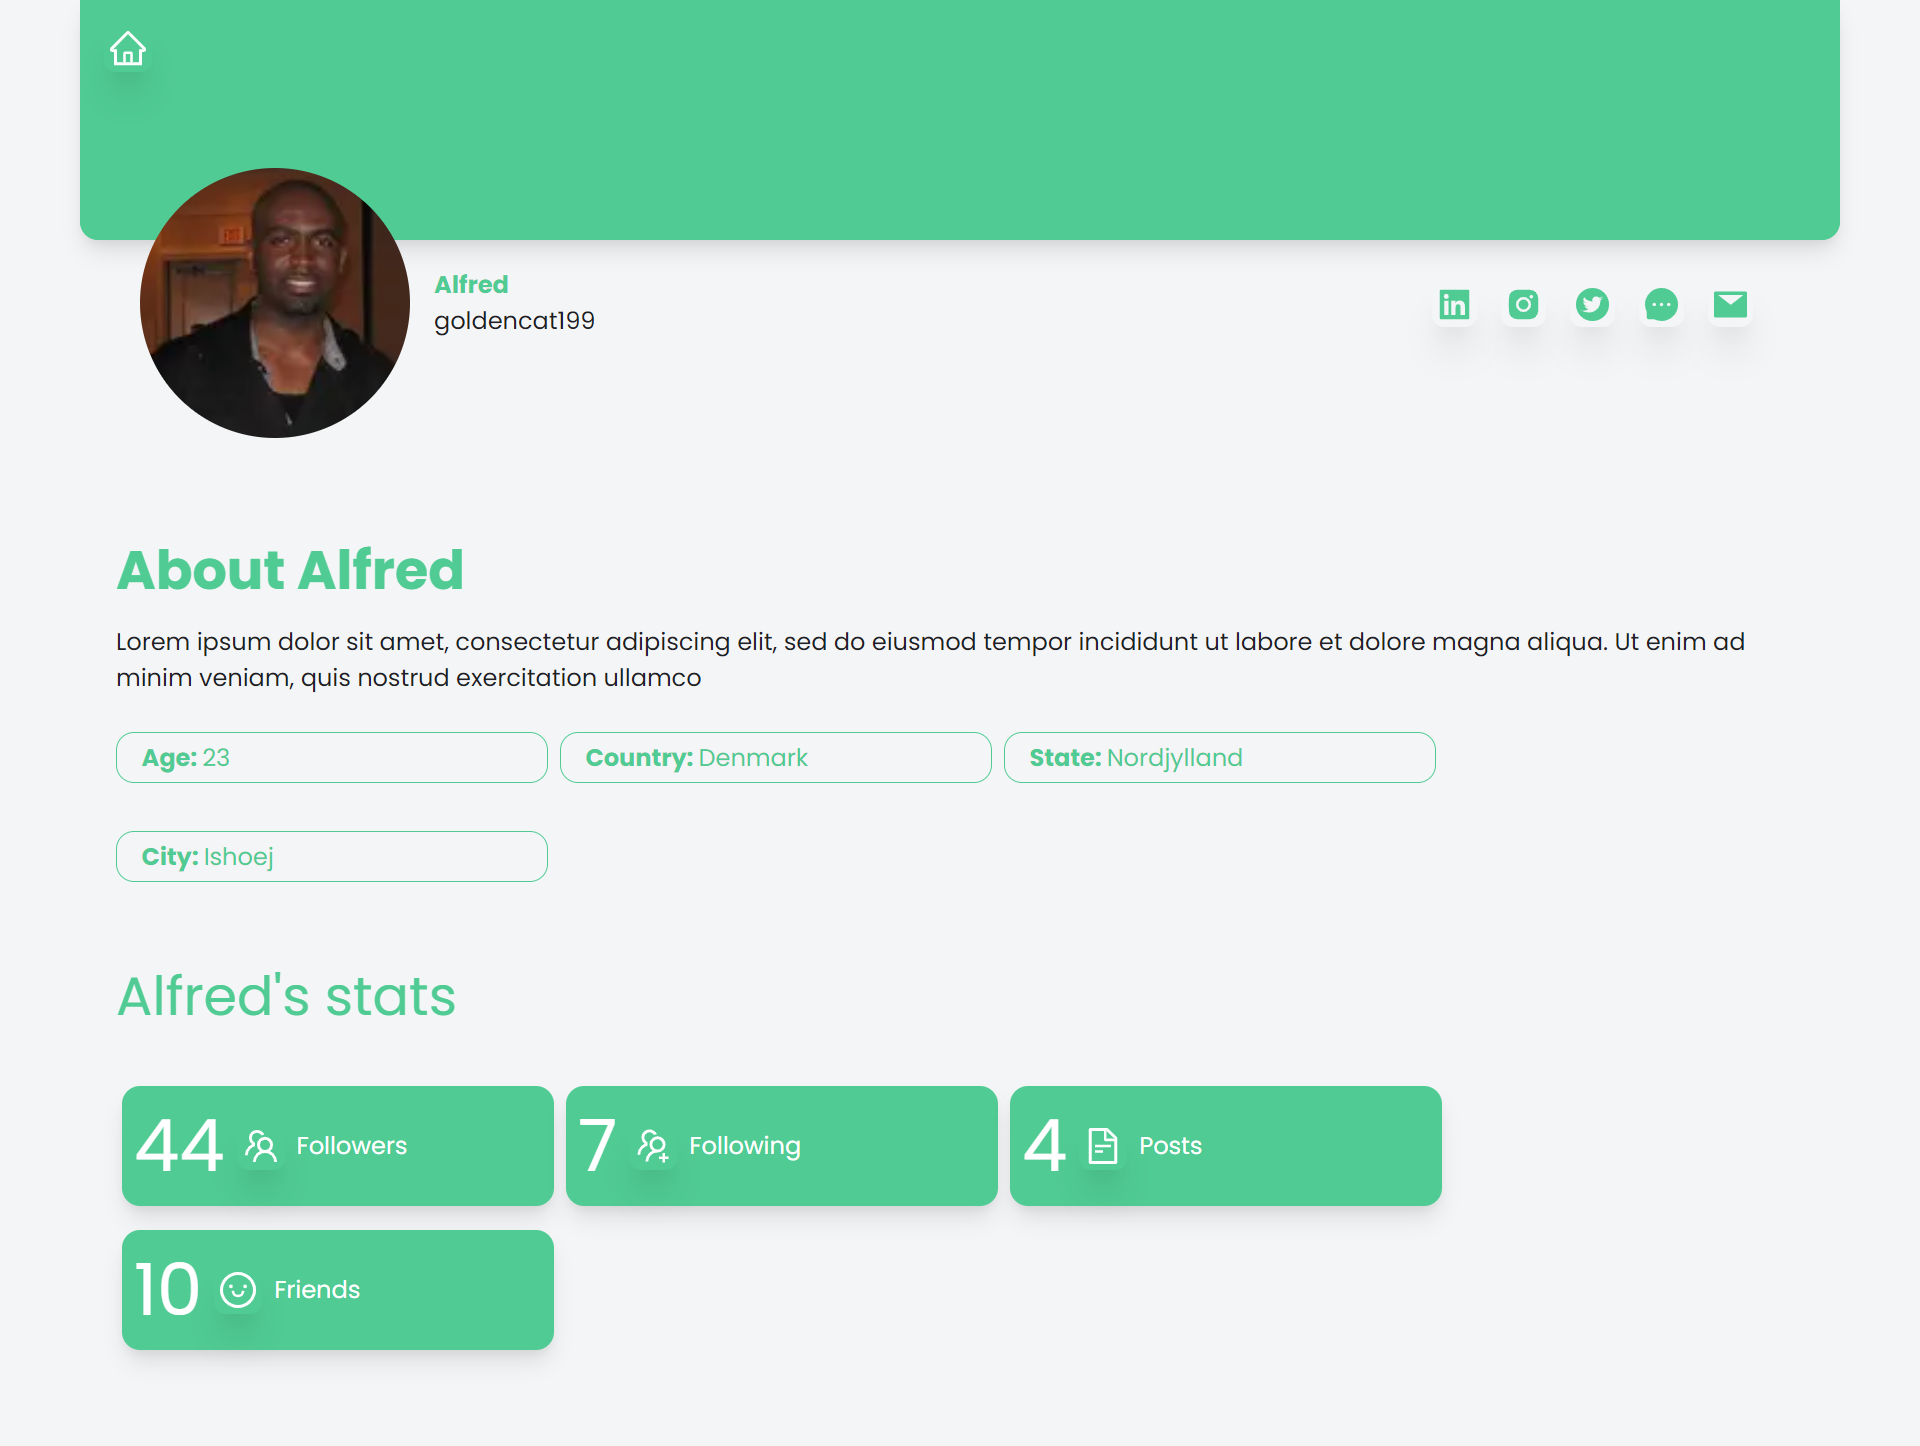 Alfred
goldencat199
About Alfred
Lorem ipsum dolor sit amet, consectetur adipiscing elit, sed do eiusmod tempor incididunt ut labore et dolore magna aliqua. Ut enim ad
minim veniam, quis nostrud exercitation ullamco
Age: 23
Country: Denmark
State: Nordjylland
City: Ishoej
Alfred's stats
44 Followers
7 Following
4 Posts
10 Friends